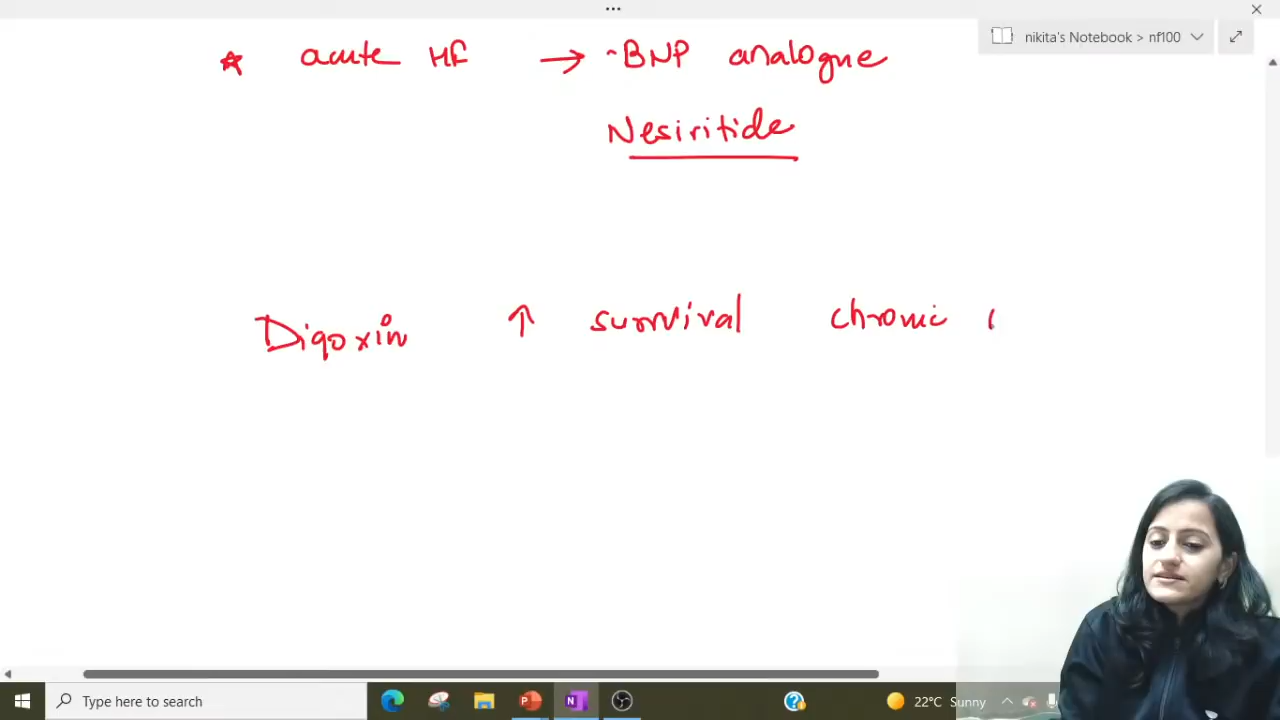 nikita's Notebook > nf100
★ acute HF → BNP analogue
Nesiritide
Digoxin ↑ survival chronic
Type here to search
22°C Sunny